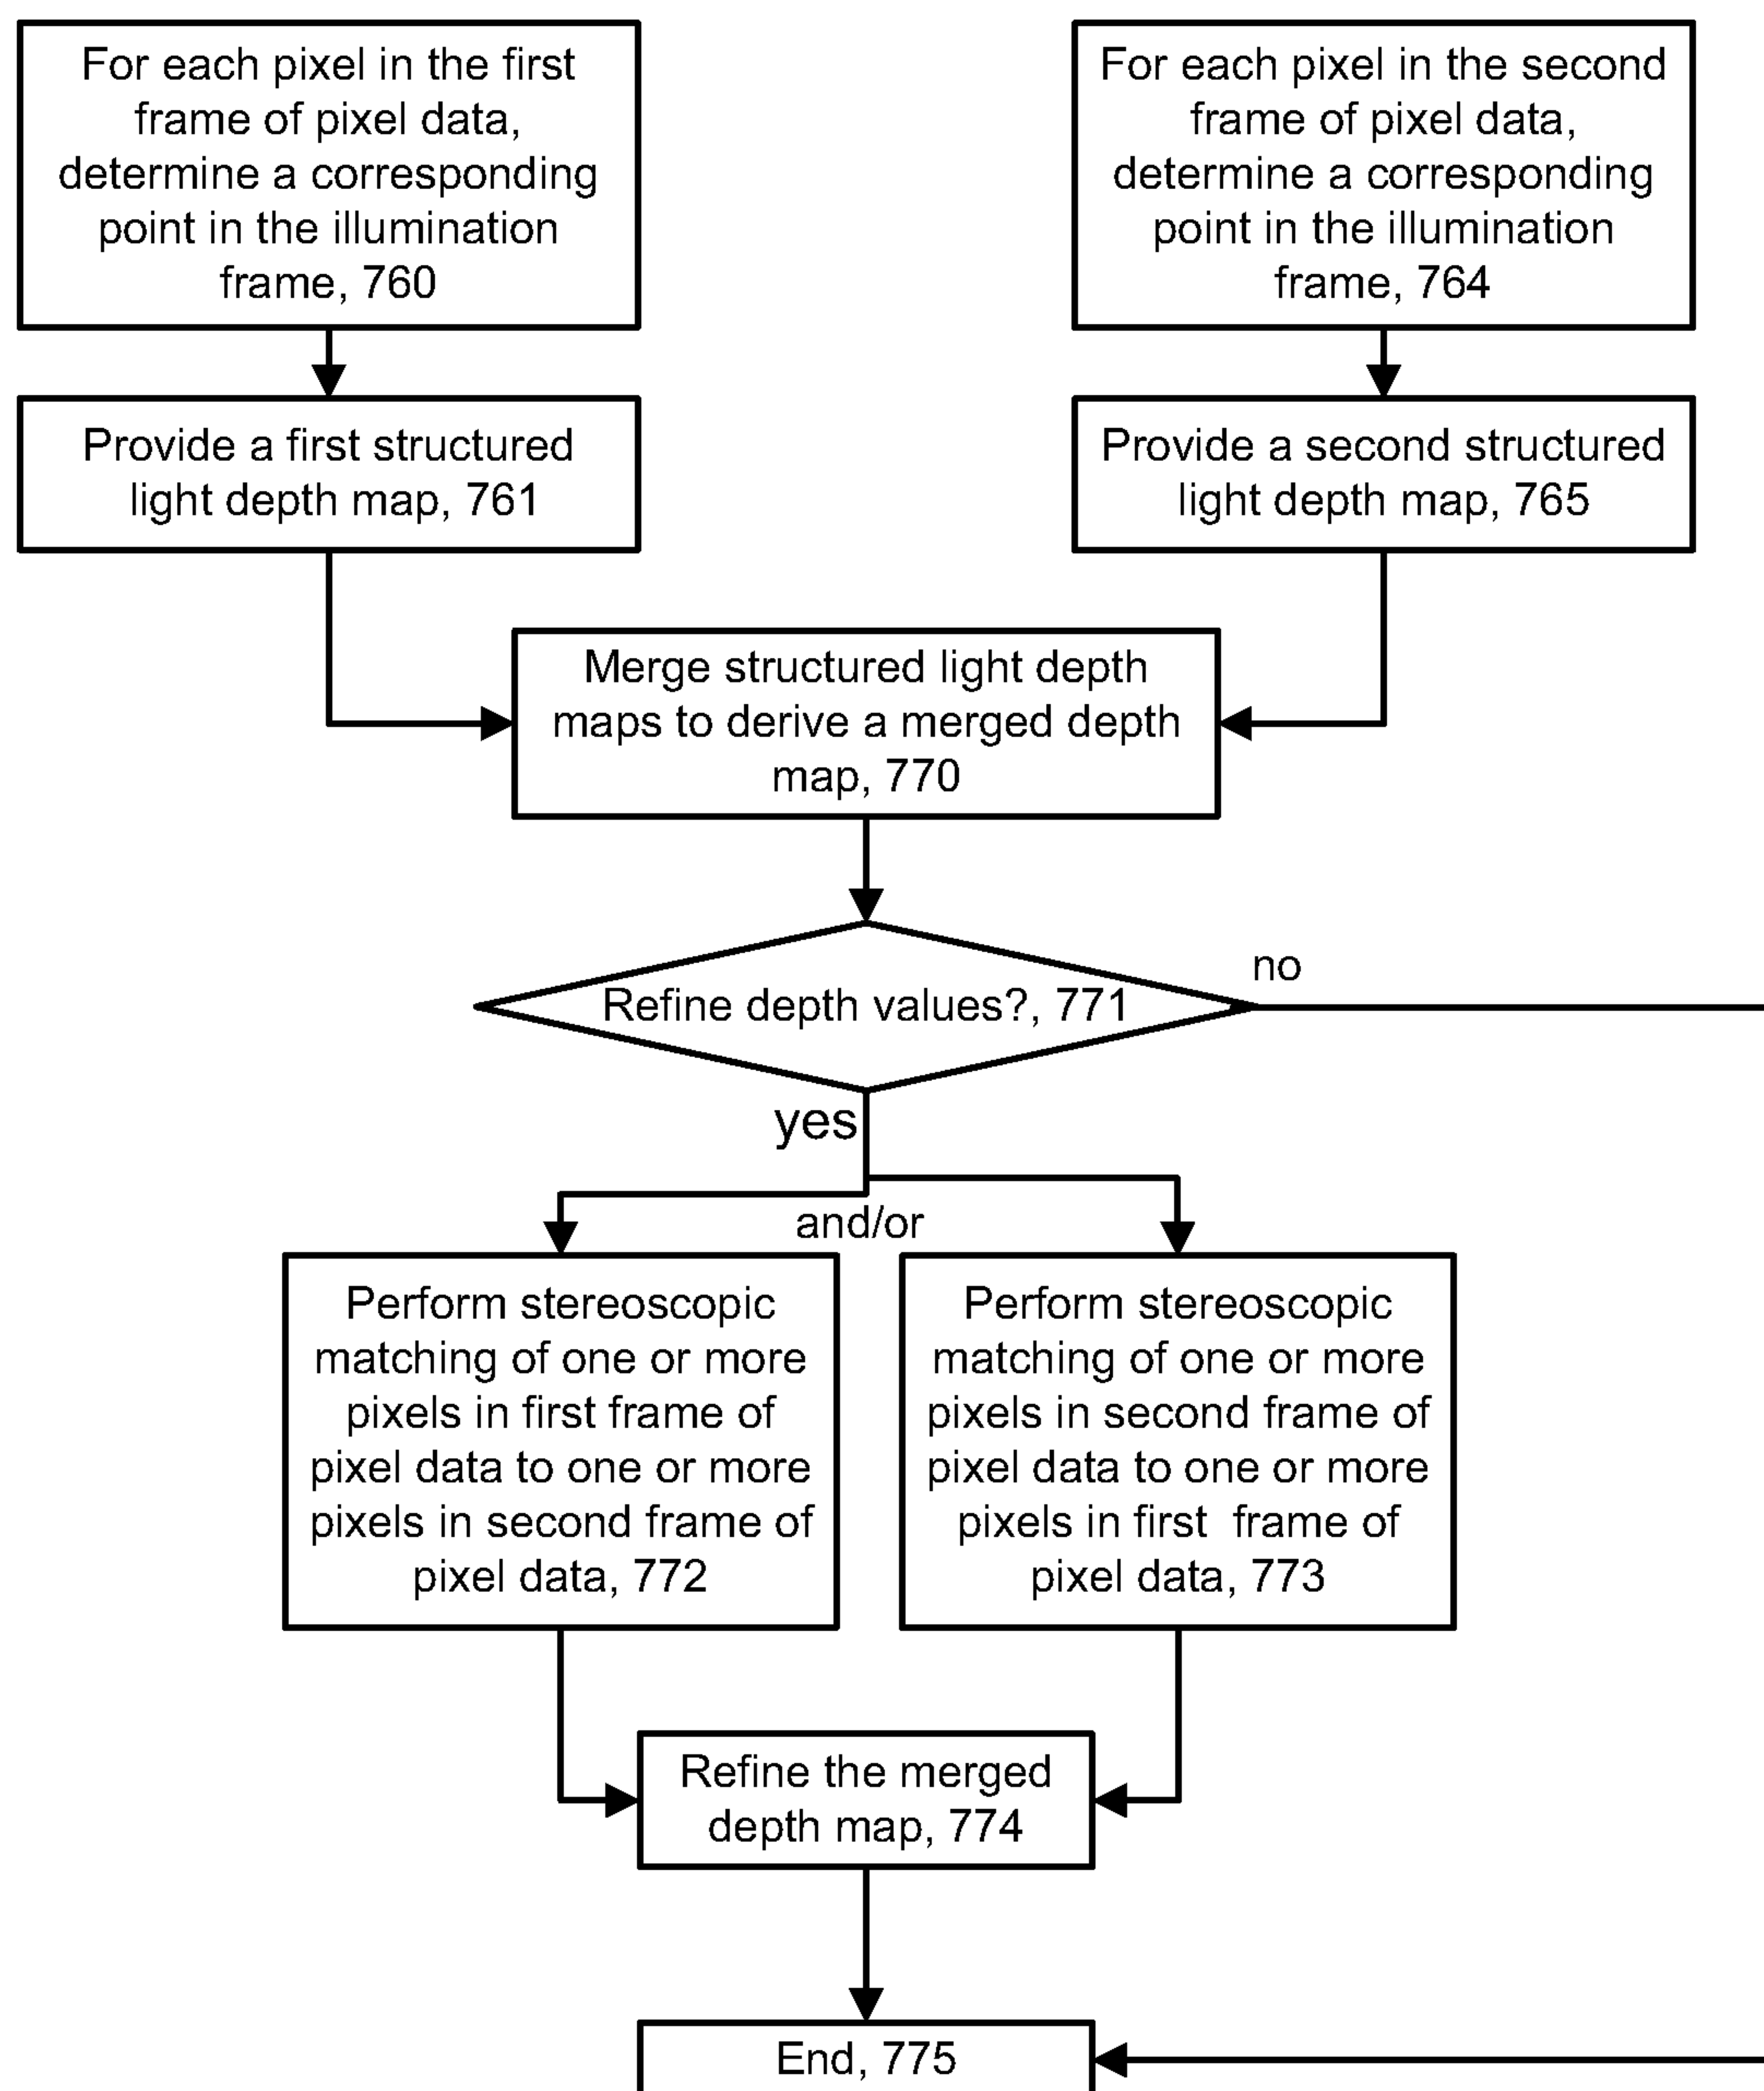 For each pixel in the first
frame of pixel data,
determine a corresponding
point in the illumination
frame, 760
For each pixel in the second
frame of pixel data,
determine a corresponding
point in the illumination
frame, 764
Provide a first structured
light depth map, 761
Provide a second structured
light depth map, 765
Merge structured light depth
maps to derive a merged depth
map, 770
Refine depth values?, 771
no
yes
and/or
Perform stereoscopic
matching of one or more
pixels in first frame of
pixel data to one or more
pixels in second frame of
pixel data, 772
Perform stereoscopic
matching of one or more
pixels in second frame of
pixel data to one or more
pixels in first frame of
pixel data, 773
Refine the merged
depth map, 774
End, 775